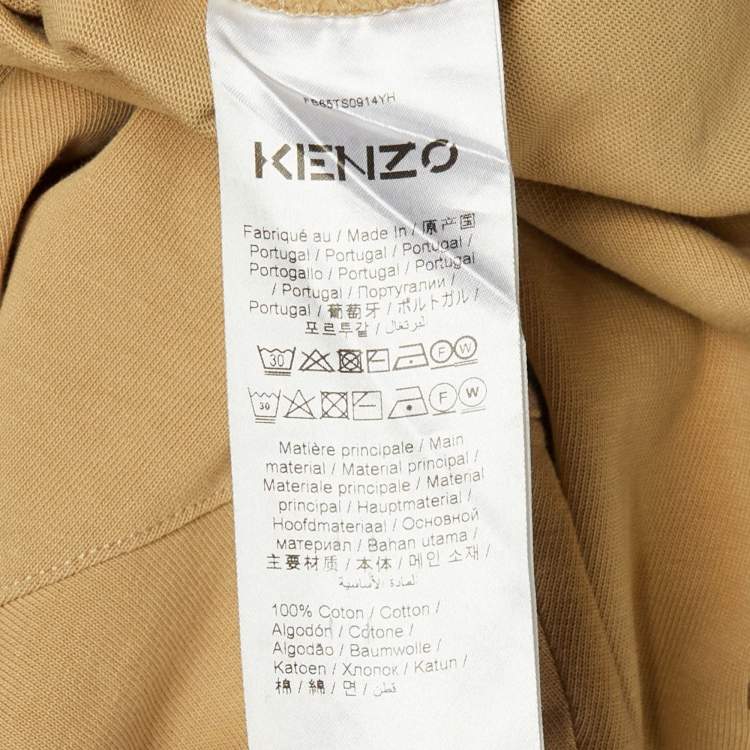 FB65TS0914YH
KENZO
Fabriqué au / Made In / 原产国
Portugal / Portugal / Portugal /
Portogallo / Portugal / Portugal
/ Portugal / Португалии /
Portugal / 葡萄牙 / ポルトガル /
포르투갈 / البرتغال
30 F W
30 F W
Matière principale / Main
material / Material principal /
Materiale principale / Material
principal / Hauptmaterial /
Hoofdmateriaal / Основной
материал / Bahan utama /
主要材质 / 本体 / 메인 소재 /
المادة الأساسية
100% Coton / Cotton /
Algodón / Cotone /
Algodão / Baumwolle /
Katoen / Хлопок / Katun /
棉 / 綿 / 면 / قطن